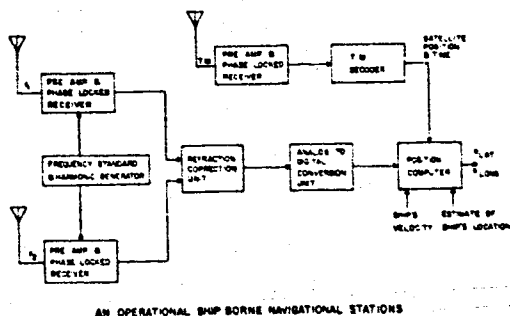 PRE AMP &
PHASE LOCKED
RECEIVER
FREQUENCY STANDARD
& HARMONIC GENERATOR
PRE AMP &
PHASE LOCKED
RECEIVER
PRE AMP &
PHASE LOCKED
RECEIVER
DECODER
SATELLITE
POSITION
& TIME
REFRACTION
CORRECTION
UNIT
ANALOG TO
DIGITAL
CONVERSION
UNIT
POSITION
COMPUTER
LAT
LONG
SHIP'S
VELOCITY
ESTIMATE OF
SHIP'S LOCATION
AN OPERATIONAL SHIP BORNE NAVIGATIONAL STATIONS